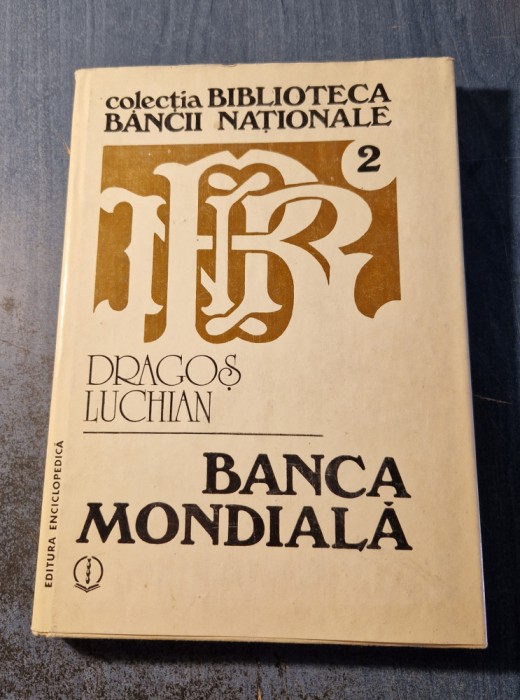 colecția BIBLIOTECA
BĂNCII NAȚIONALE
2
DRAGOȘ
LUCHIAN
BANCA
MONDIALĂ
EDITURA ENCICLOPEDICĂ